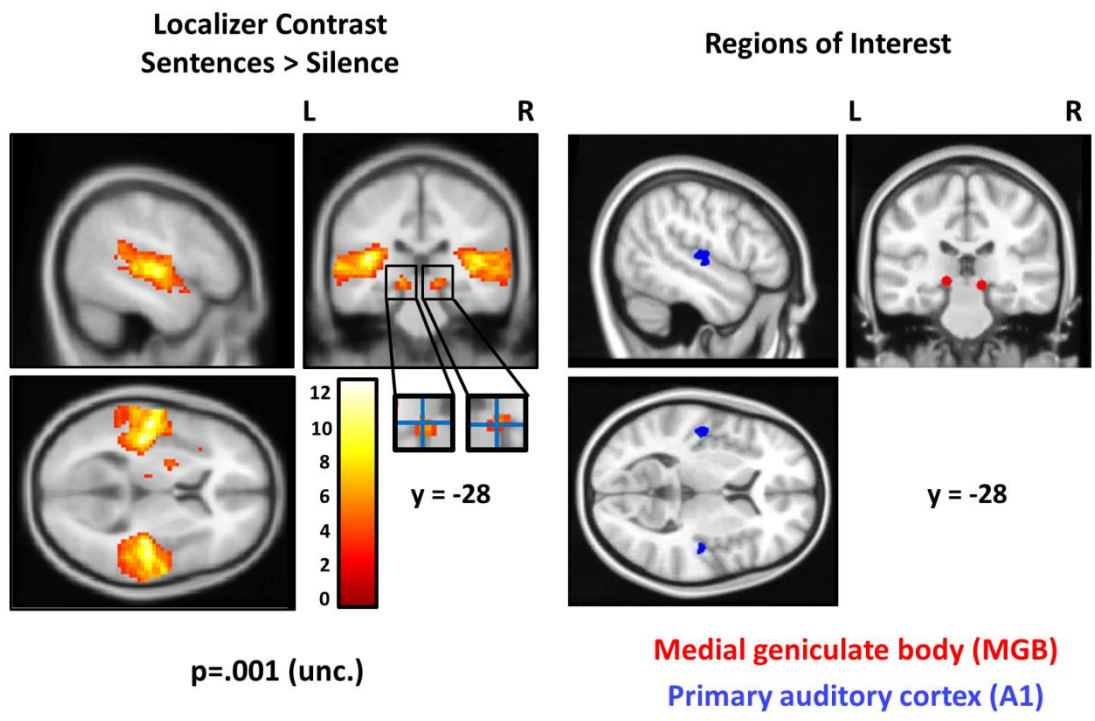 Localizer Contrast
Sentences > Silence
Regions of Interest
L R
L R
12
10
8
6
4
2
0
y = -28
y = -28
p=.001 (unc.)
Medial geniculate body (MGB)
Primary auditory cortex (A1)